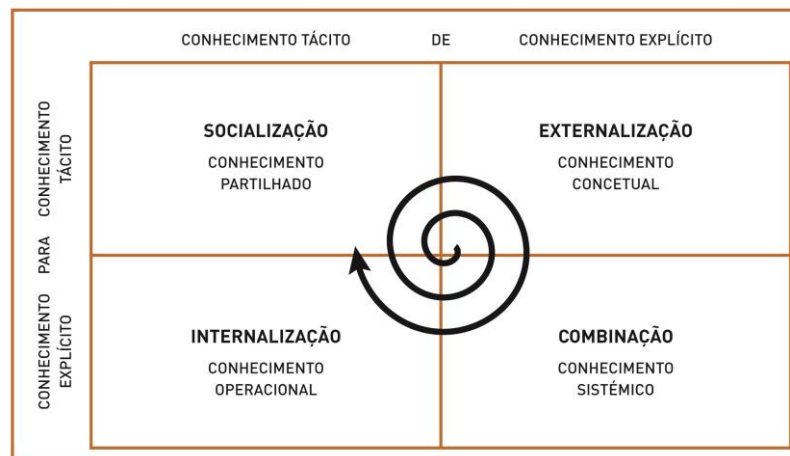 CONHECIMENTO TÁCITO DE CONHECIMENTO EXPLÍCITO
CONHECIMENTO
TÁCITO
PARA
CONHECIMENTO
EXPLÍCITO
SOCIALIZAÇÃO
CONHECIMENTO
PARTILHADO
EXTERNALIZAÇÃO
CONHECIMENTO
CONCETUAL
INTERNALIZAÇÃO
CONHECIMENTO
OPERACIONAL
COMBINAÇÃO
CONHECIMENTO
SISTÉMICO